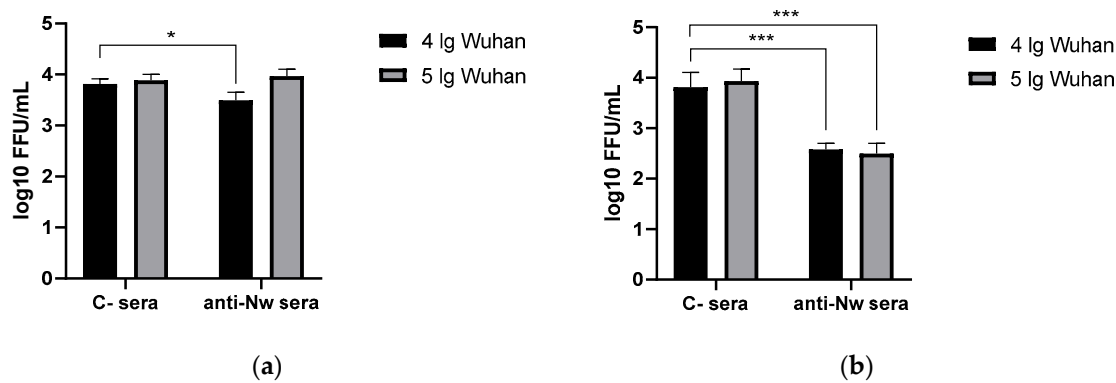 5
4
3
2
1
0
log10 FFU/mL
*
C- sera
anti-Nw sera
4 lg Wuhan
5 lg Wuhan
(a)
5
4
3
2
1
0
log10 FFU/mL
***
***
C- sera
anti-Nw sera
4 lg Wuhan
5 lg Wuhan
(b)